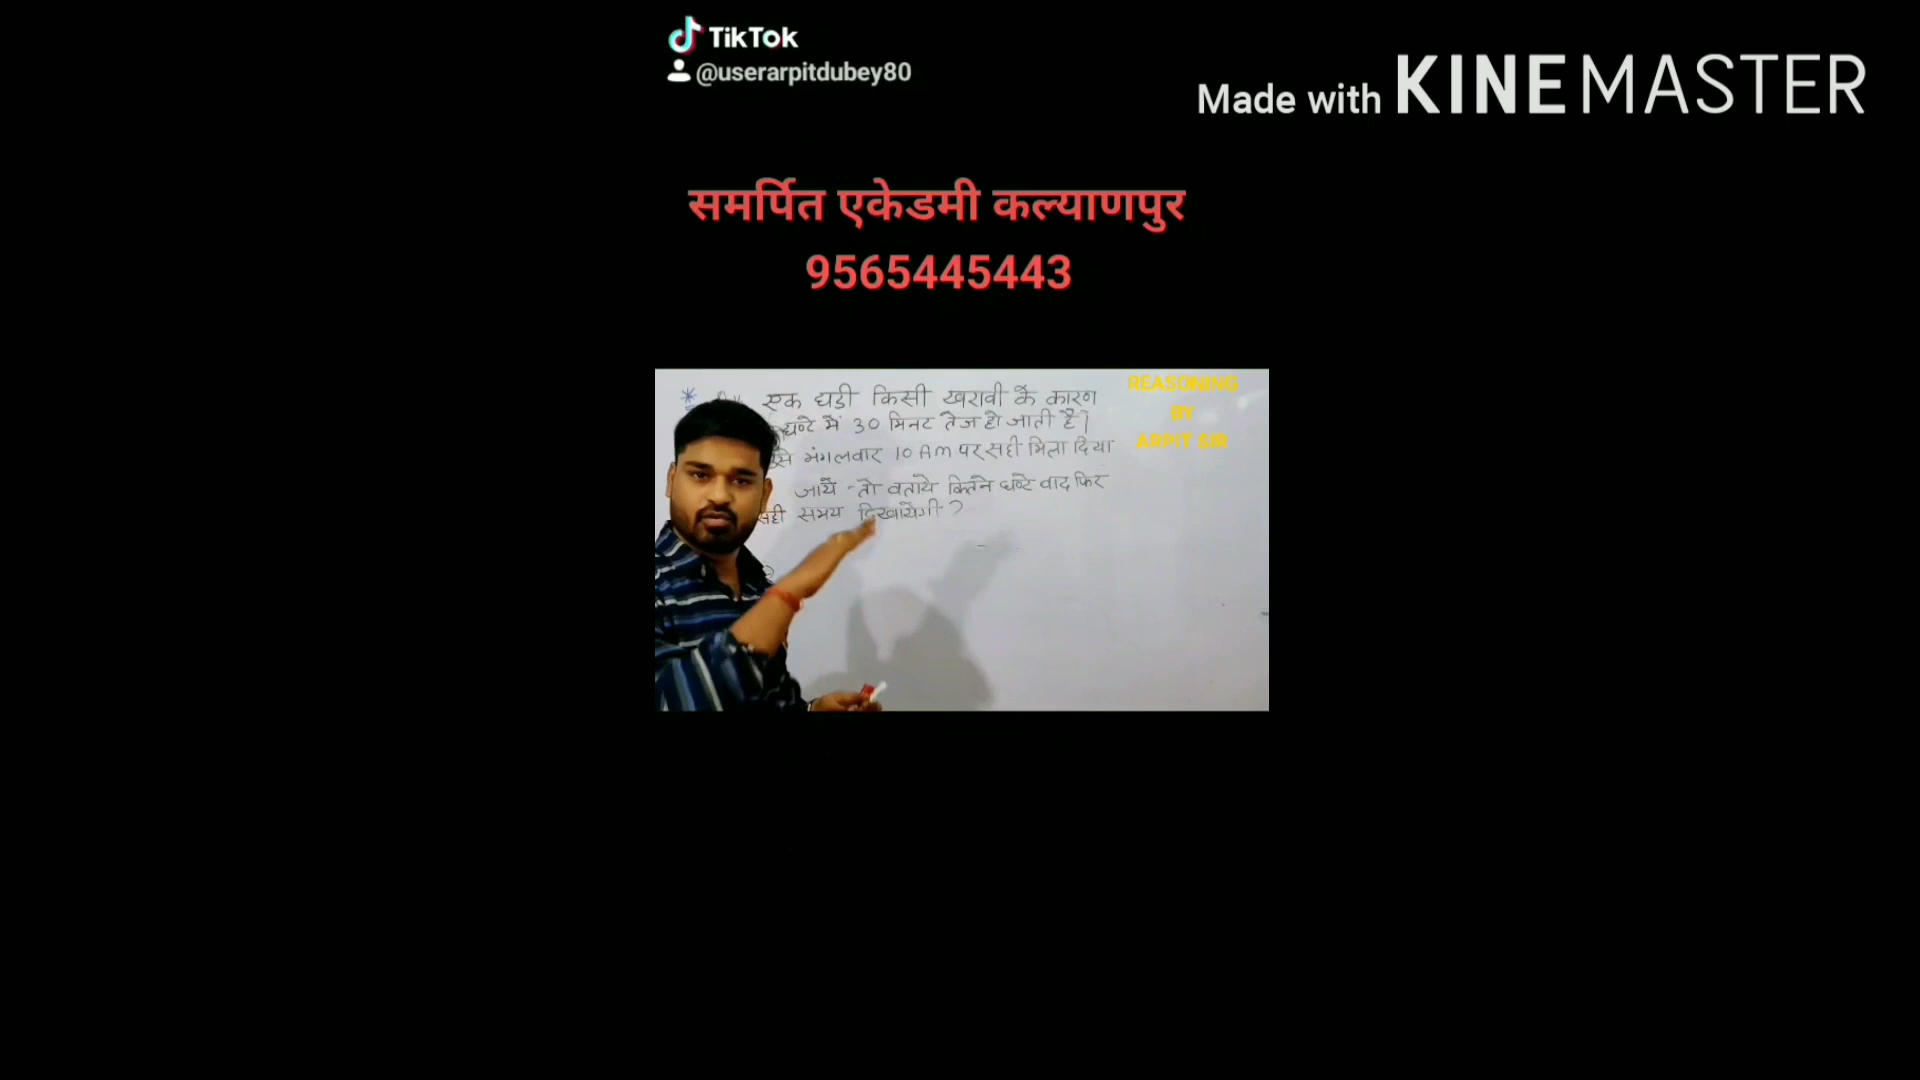 TikTok
@userarpitdubey80
Made with KINEMASTER
समर्पित एकेडमी कल्याणपुर
9565445443
REASONING
BY
ARPIT SIR
एक घड़ी किसी खराबी के कारण
घण्टे में 30 मिनट तेज हो जाती है।
से मंगलवार 10 Am पर सही मिला दिया
जाये तो बताये कितने घण्टे बाद फिर
सही समय दिखायेगी ?